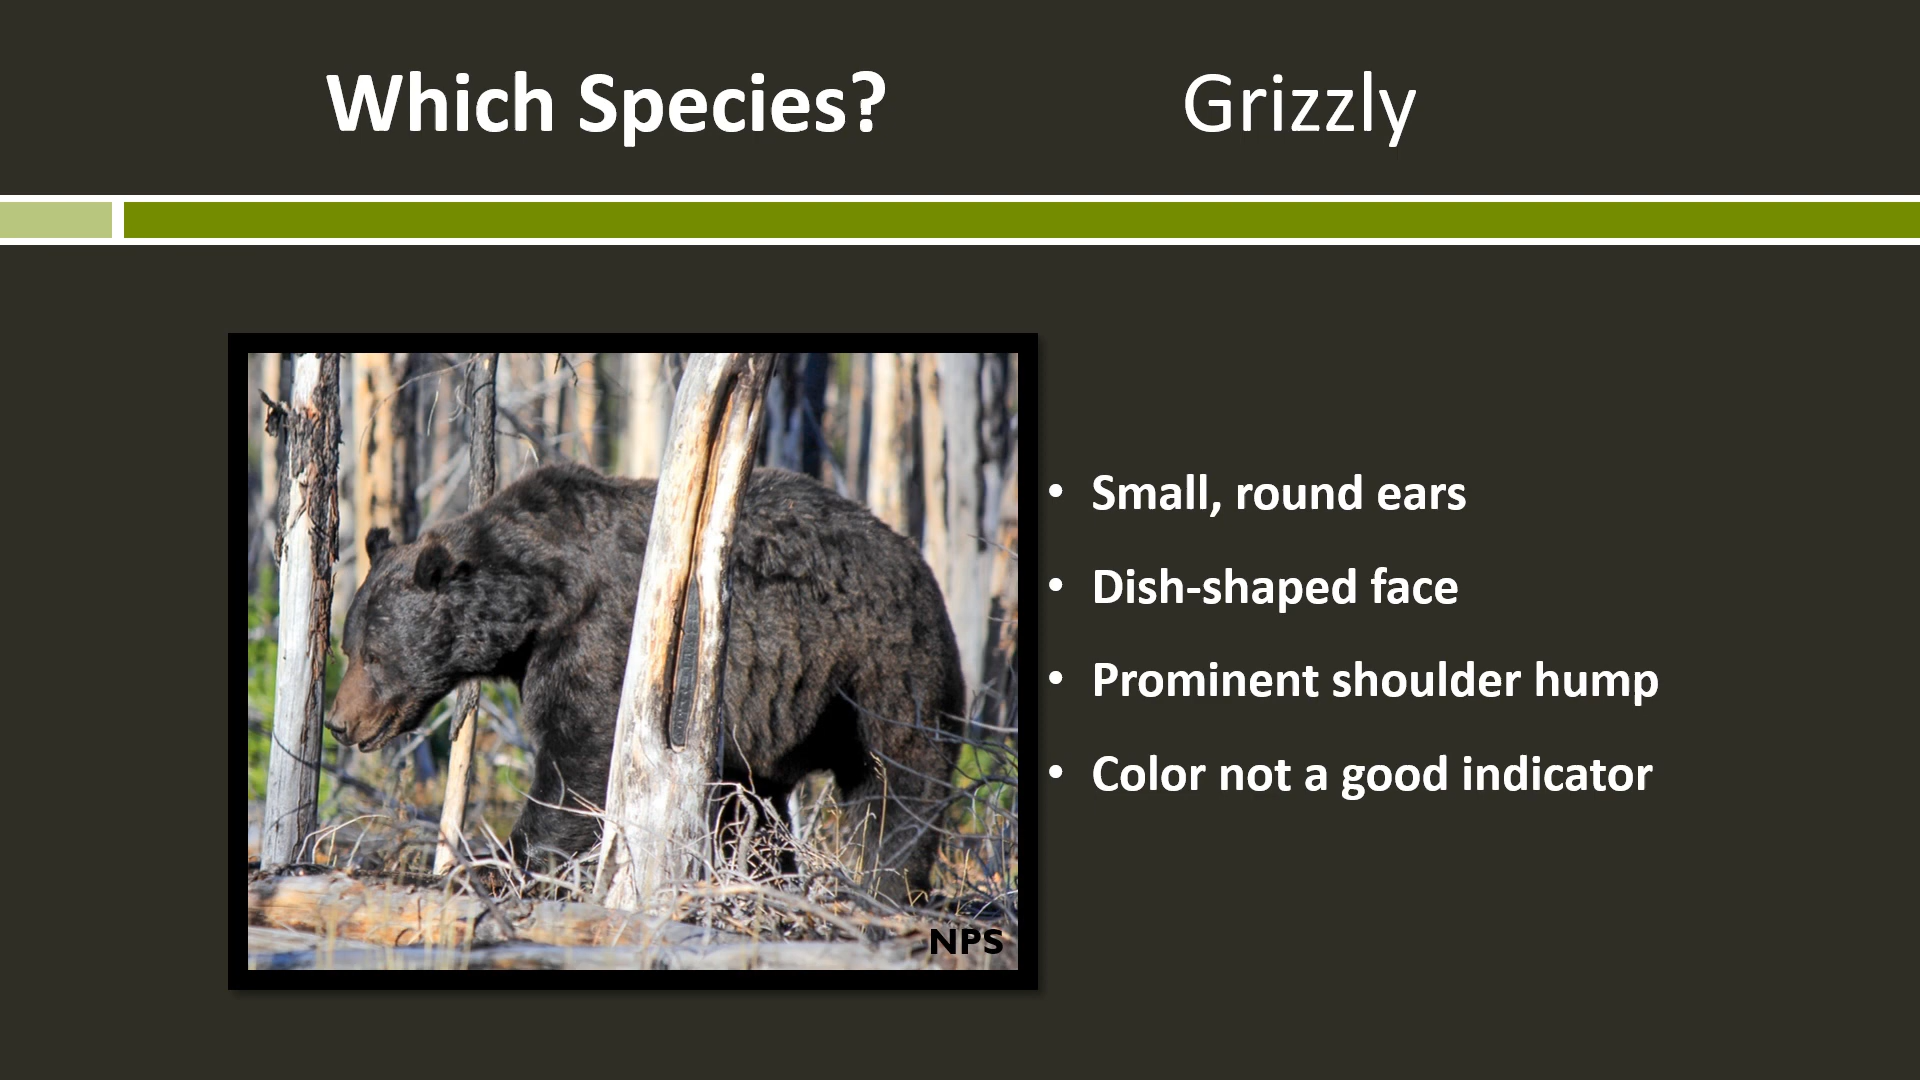 Which Species? Grizzly
• Small, round ears
• Dish-shaped face
• Prominent shoulder hump
• Color not a good indicator
NPS